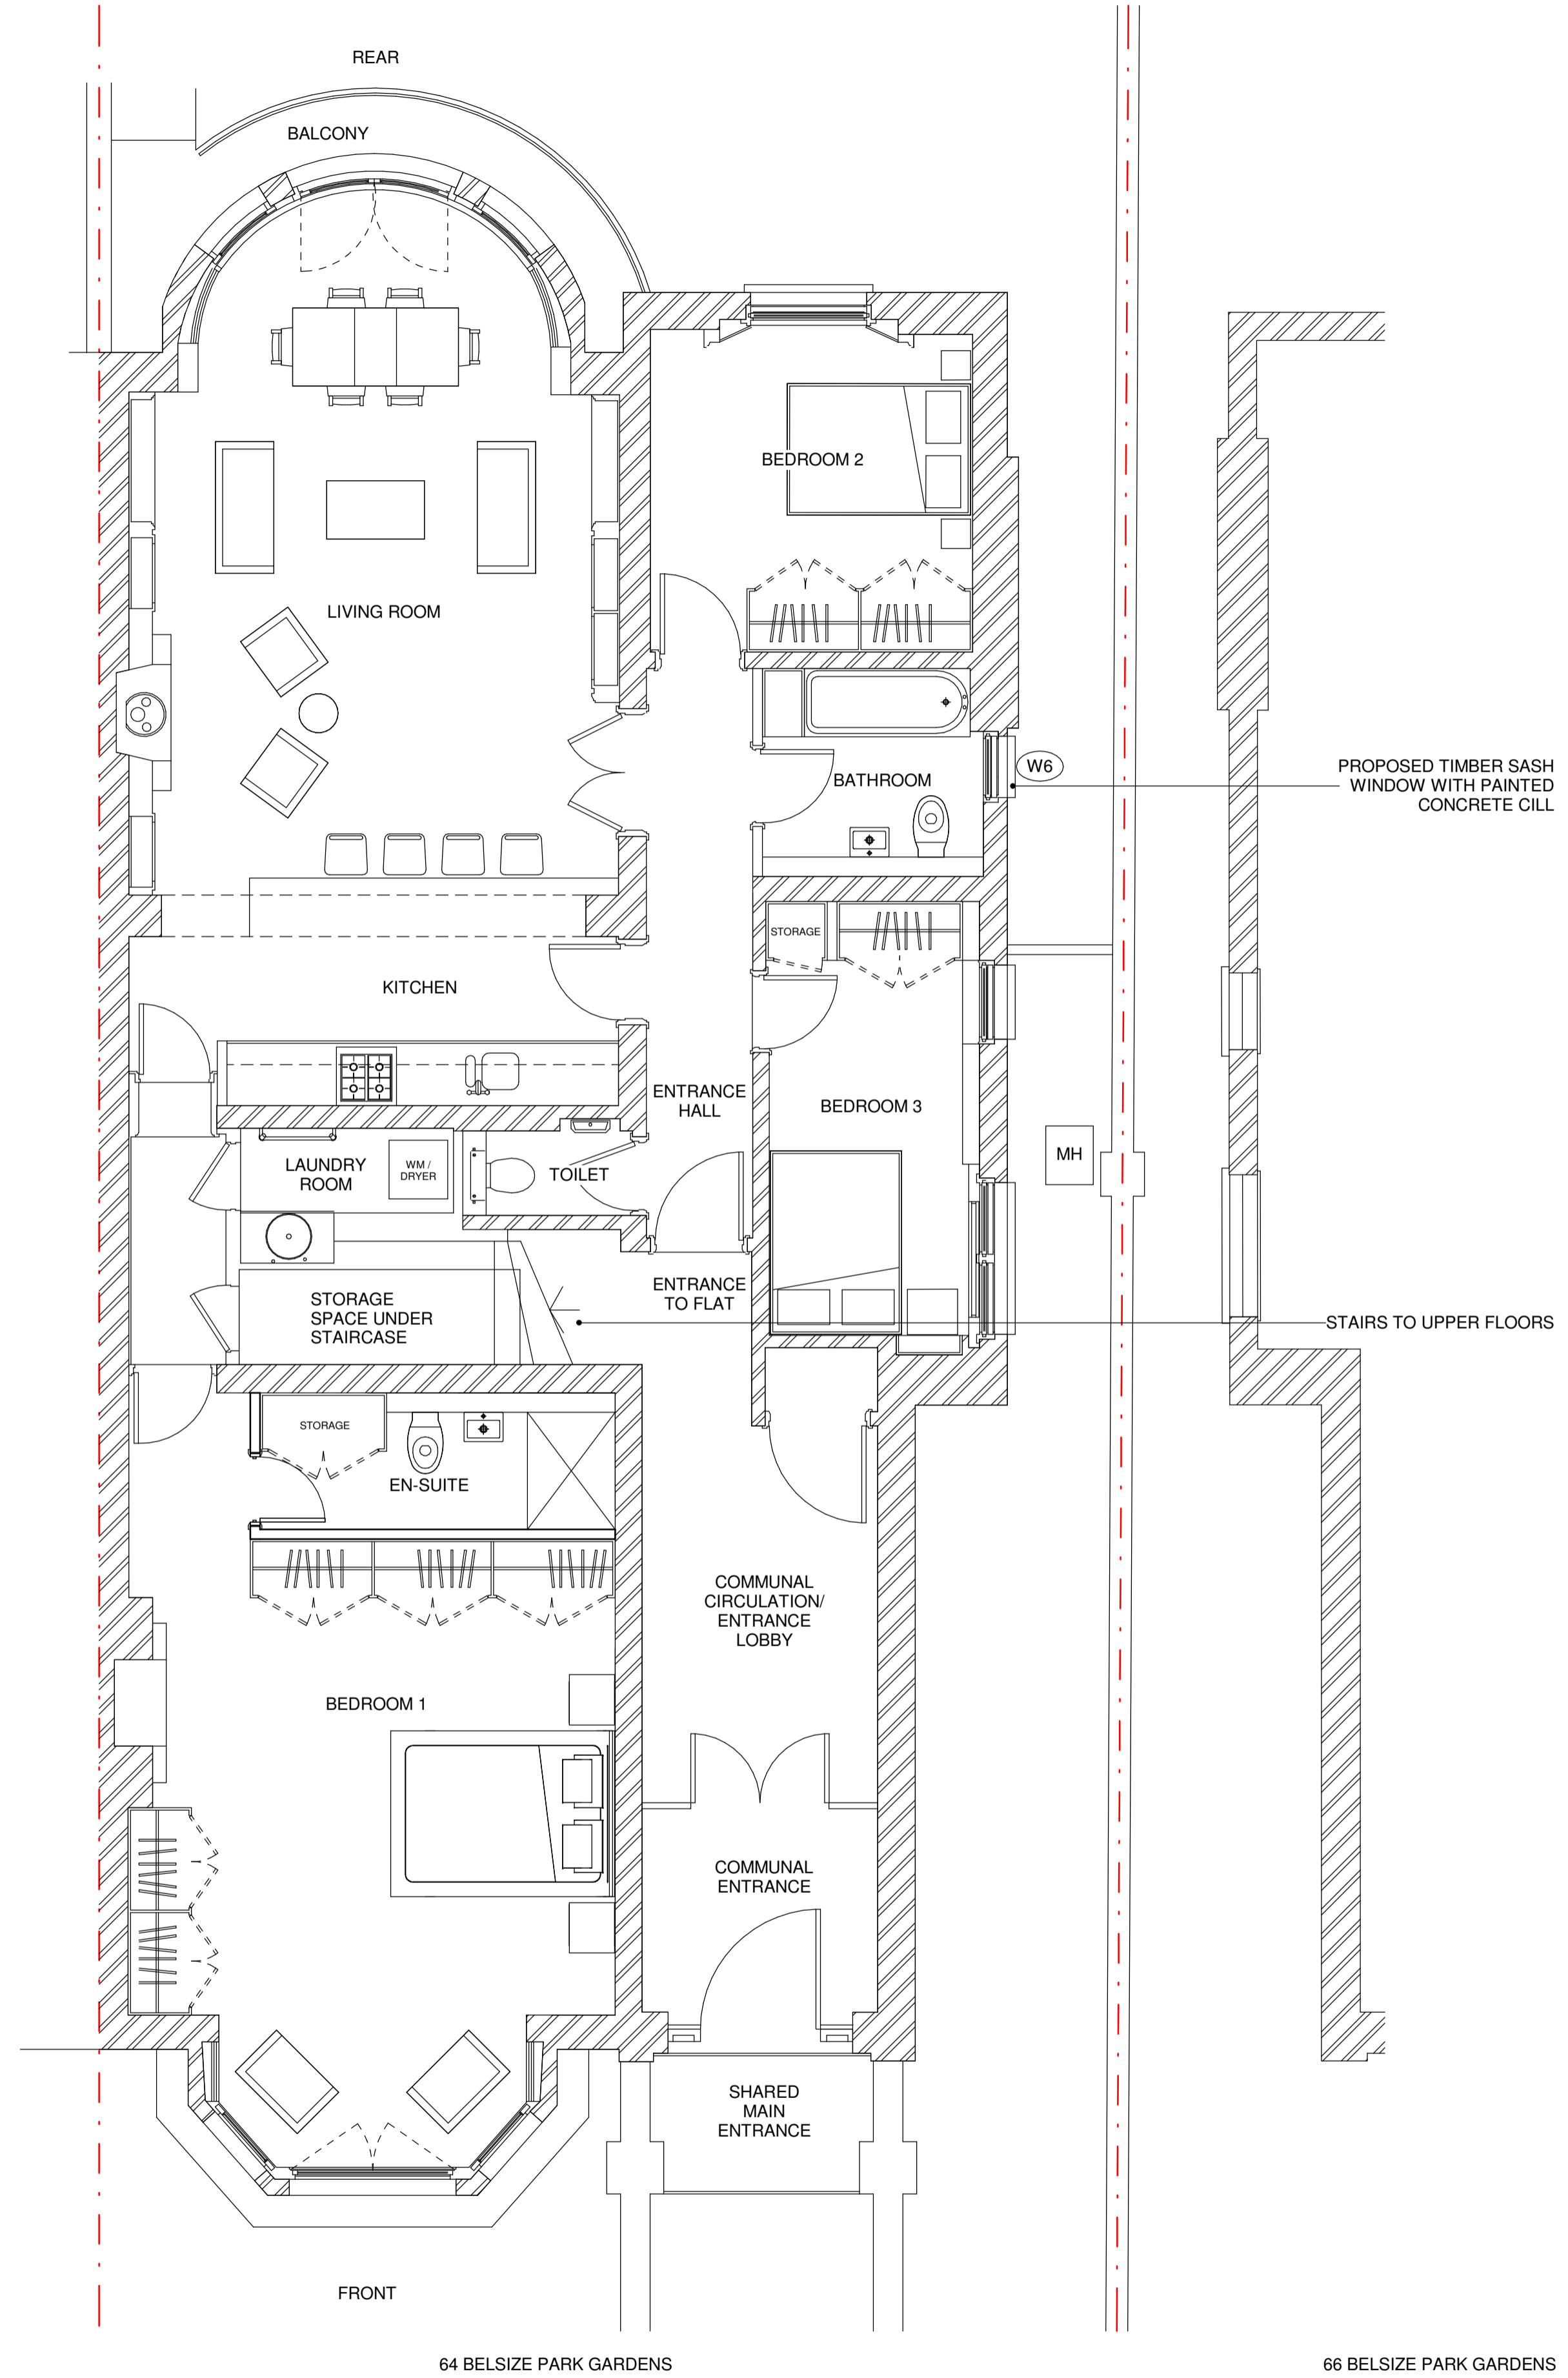 REAR
BALCONY
BEDROOM 2
LIVING ROOM
W6
PROPOSED TIMBER SASH
WINDOW WITH PAINTED
CONCRETE CILL
BATHROOM
STORAGE
KITCHEN
ENTRANCE
HALL
BEDROOM 3
MH
LAUNDRY
ROOM
WM /
DRYER
TOILET
ENTRANCE
TO FLAT
STORAGE
SPACE UNDER
STAIRCASE
STAIRS TO UPPER FLOORS
STORAGE
EN-SUITE
COMMUNAL
CIRCULATION/
ENTRANCE
LOBBY
BEDROOM 1
COMMUNAL
ENTRANCE
SHARED
MAIN
ENTRANCE
FRONT
64 BELSIZE PARK GARDENS
66 BELSIZE PARK GARDENS